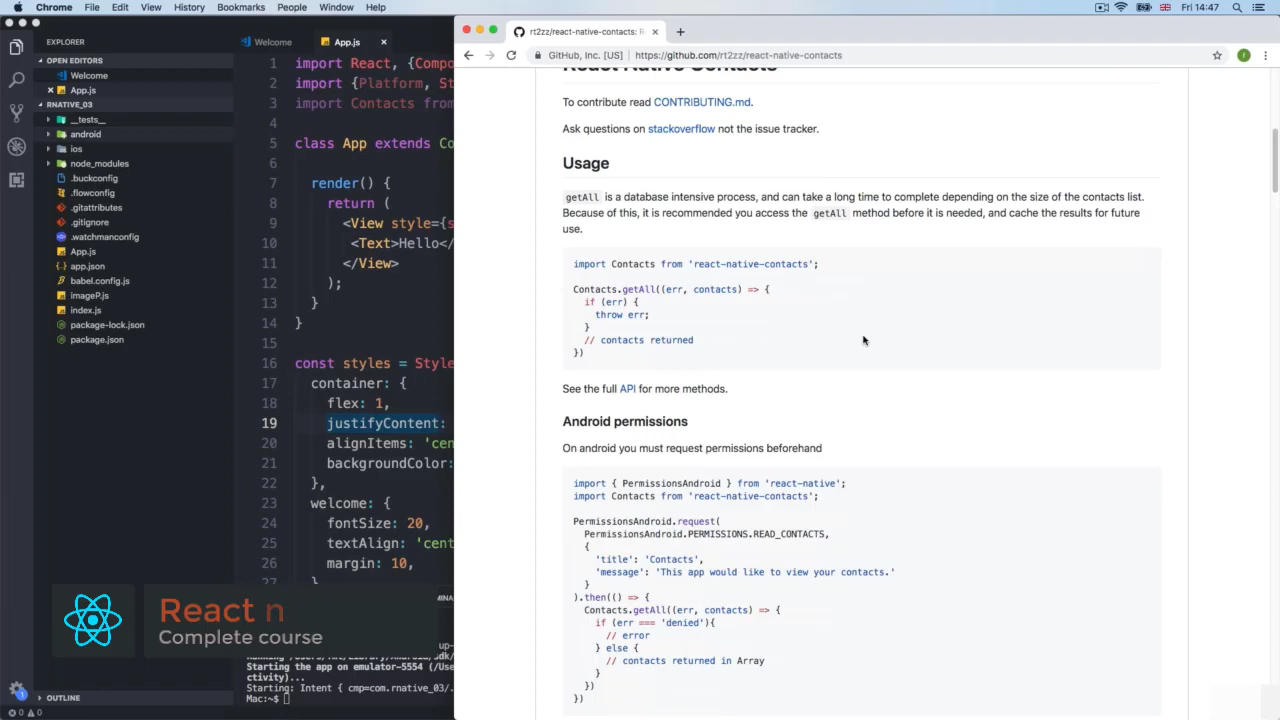 Chrome File Edit View History Bookmarks People Window Help
Fri 14:47
EXPLORER
OPEN EDITORS
Welcome
App.js
RNATIVE_03
__tests__
android
ios
node_modules
.buckconfig
.flowconfig
.gitattributes
.gitignore
.watchmanconfig
App.js
app.json
babel.config.js
imageP.js
index.js
package-lock.json
package.json
OUTLINE
0 0
1
Welcome
App.js
1 import React, {Comp
2 import {Platform, St
3 import Contacts from
4
5 class App extends Co
6
7 render() {
8 return (
9 <View style={s
10 <Text>Hello</
11 </View>
12 );
13 }
14 }
15
16 const styles = Style
17 container: {
18 flex: 1,
19 justifyContent:
20 alignItems: 'cen
21 backgroundColor:
22 },
23 welcome: {
24 fontSize: 20,
25 textAlign: 'cent
26 margin: 10,
27 }
React n
Complete course
Starting the app on emulator-5554 (/Use
ctivity)...
Starting: Intent { cmp=com.rnative_03/.
Mac:~$
rt2zz/react-native-contacts: R
GitHub, Inc. [US] https://github.com/rt2zz/react-native-contacts
React Native Contacts
To contribute read CONTRIBUTING.md.
Ask questions on stackoverflow not the issue tracker.
Usage
getAll is a database intensive process, and can take a long time to complete depending on the size of the contacts list.
Because of this, it is recommended you access the getAll method before it is needed, and cache the results for future
use.
import Contacts from 'react-native-contacts';
Contacts.getAll((err, contacts) => {
if (err) {
throw err;
}
// contacts returned
})
See the full API for more methods.
Android permissions
On android you must request permissions beforehand
import { PermissionsAndroid } from 'react-native';
import Contacts from 'react-native-contacts';
PermissionsAndroid.request(
PermissionsAndroid.PERMISSIONS.READ_CONTACTS,
{
'title': 'Contacts',
'message': 'This app would like to view your contacts.'
}
).then(() => {
Contacts.getAll((err, contacts) => {
if (err === 'denied'){
// error
} else {
// contacts returned in Array
}
})
})